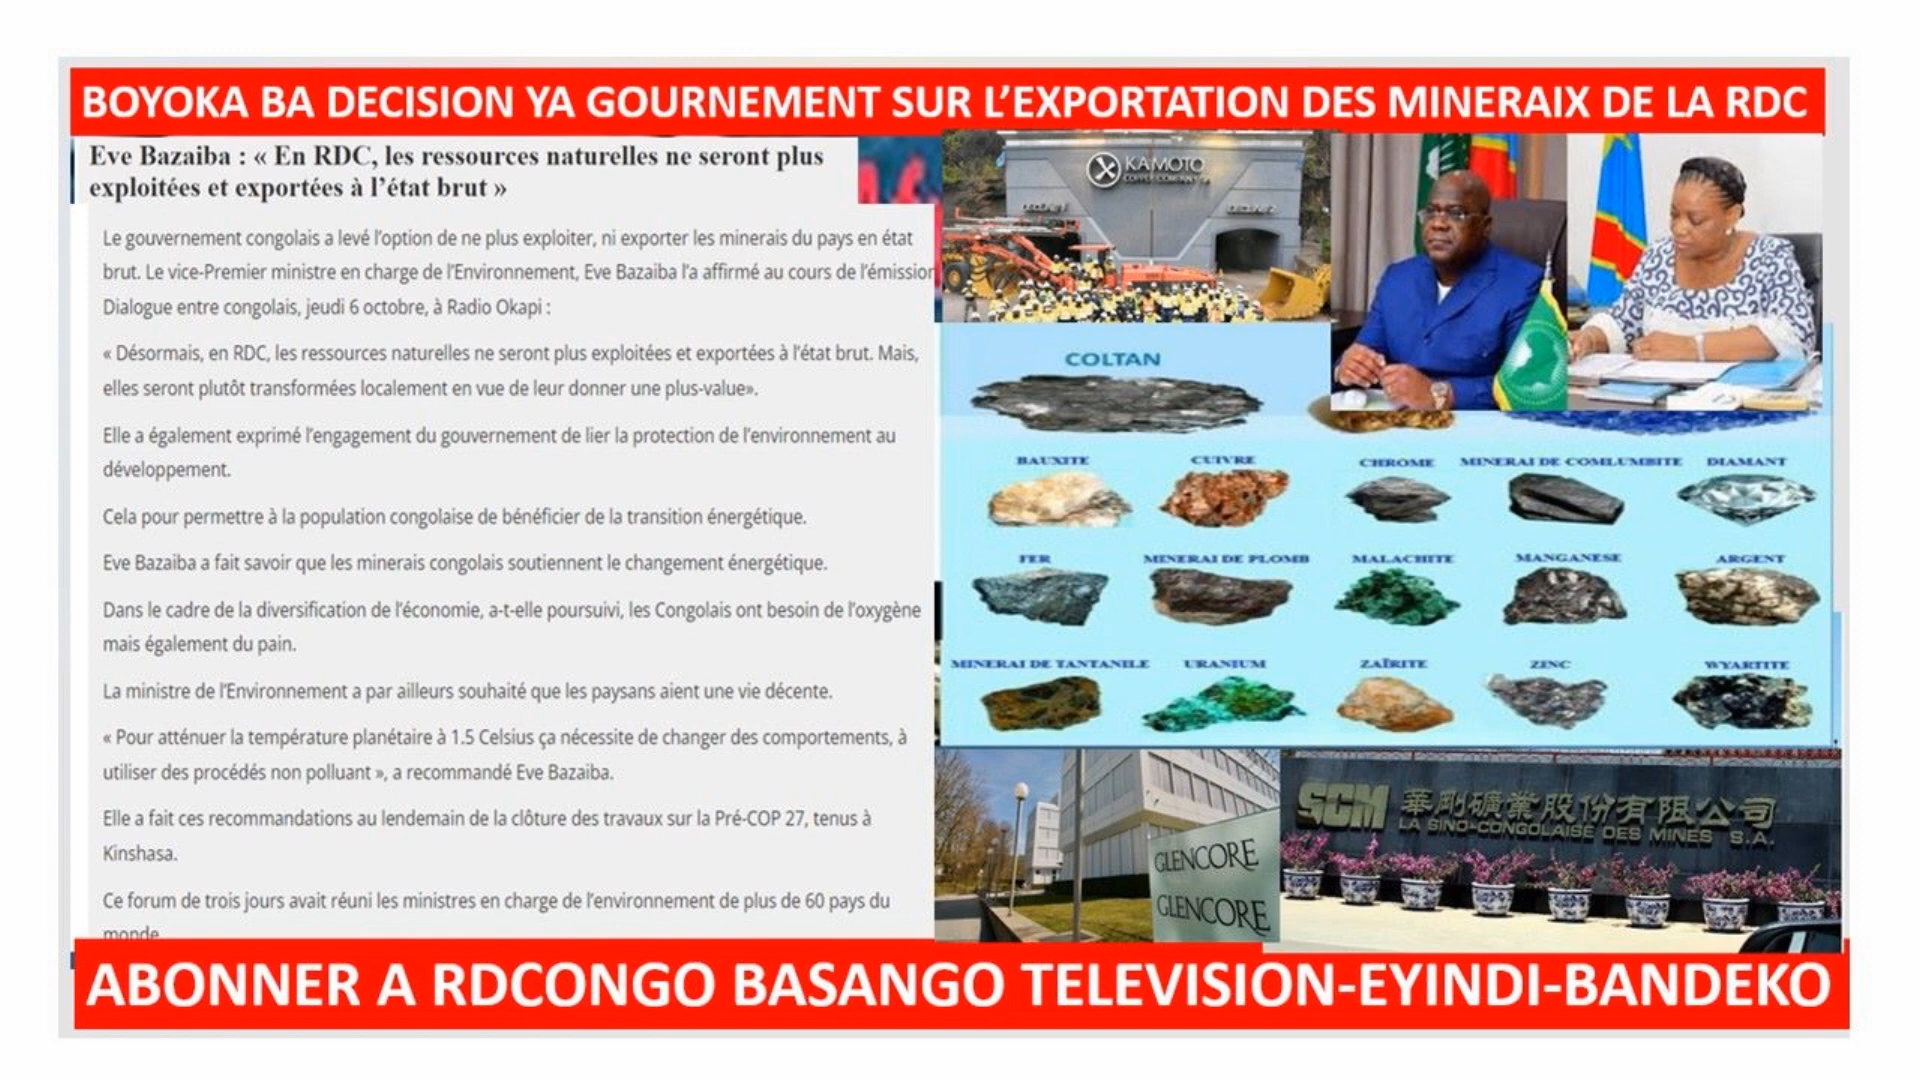 BOYOKA BA DECISION YA GOURNEMENT SUR L'EXPORTATION DES MINERAIX DE LA RDC
Eve Bazaiba : « En RDC, les ressources naturelles ne seront plus
exploitées et exportées à l'état brut »
Le gouvernement congolais a levé l'option de ne plus exploiter, ni exporter les minerais du pays en état
brut. Le vice-Premier ministre en charge de l'Environnement, Eve Bazaiba l'a affirmé au cours de l'émission
Dialogue entre congolais, jeudi 6 octobre, à Radio Okapi :
« Désormais, en RDC, les ressources naturelles ne seront plus exploitées et exportées à l'état brut. Mais,
elles seront plutôt transformées localement en vue de leur donner une plus-value».
Elle a également exprimé l'engagement du gouvernement de lier la protection de l'environnement au
développement.
Cela pour permettre à la population congolaise de bénéficier de la transition énergétique.
Eve Bazaiba a fait savoir que les minerais congolais soutiennent le changement énergétique.
Dans le cadre de la diversification de l'économie, a-t-elle poursuivi, les Congolais ont besoin de l'oxygène
mais également du pain.
La ministre de l'Environnement a par ailleurs souhaité que les paysans aient une vie décente.
« Pour atténuer la température planétaire à 1.5 Celsius ça nécessite de changer des comportements, à
utiliser des procédés non polluant », a recommandé Eve Bazaiba.
Elle a fait ces recommandations au lendemain de la clôture des travaux sur la Pré-COP 27, tenus à
Kinshasa.
Ce forum de trois jours avait réuni les ministres en charge de l'environnement de plus de 60 pays du
monde
KAMOTO
COPPER COMPANY
COLTAN
BAUXITE CUIVRE CHROME MINERAI DE COMLUMBITE DIAMANT
FER MINERAI DE PLOMB MALACHITE MANGANESE ARGENT
MINERAI DE TANTANILE URANIUM ZAÏRITE ZINC WYARTITE
GLENCORE
GLENCORE
SCM 華剛礦業股份有限公司
LA SINO-CONGOLAISE DES MINES S.A.
ABONNER A RDCONGO BASANGO TELEVISION-EYINDI-BANDEKO